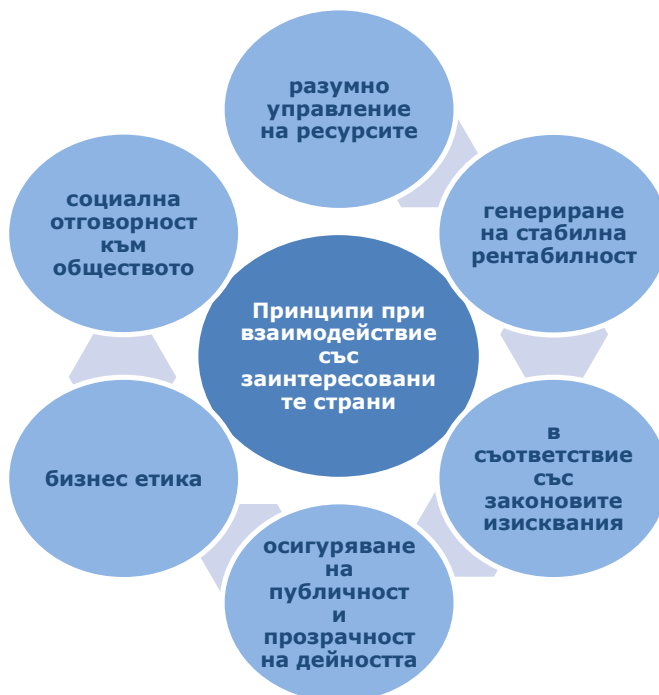 разумно
управление
на ресурсите
генериране
на стабилна
рентабилност
в
съответствие
със
законовите
изисквания
осигуряване
на
публичност
и
прозрачност
на дейността
бизнес етика
социална
отговорност
към
обществото
Принципи при
взаимодействие
със
заинтересовани
те страни